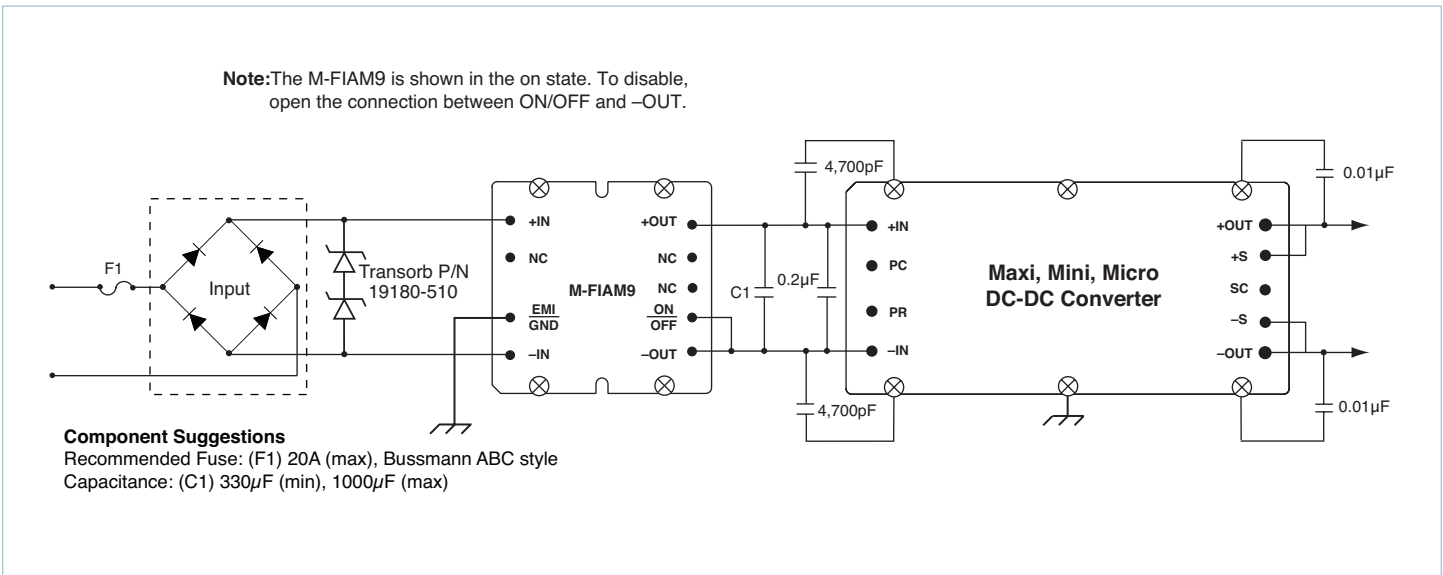 Note:The M-FIAM9 is shown in the on state. To disable,
open the connection between ON/OFF and –OUT.
F1
Input
Transorb P/N
19180-510
+IN
NC
EMI
GND
–IN
M-FIAM9
+OUT
NC
NC
ON
OFF
–OUT
4,700pF
C1
0.2µF
4,700pF
+IN
PC
PR
–IN
Maxi, Mini, Micro
DC-DC Converter
+OUT
+S
SC
–S
–OUT
0.01µF
0.01µF
Component Suggestions
Recommended Fuse: (F1) 20A (max), Bussmann ABC style
Capacitance: (C1) 330µF (min), 1000µF (max)